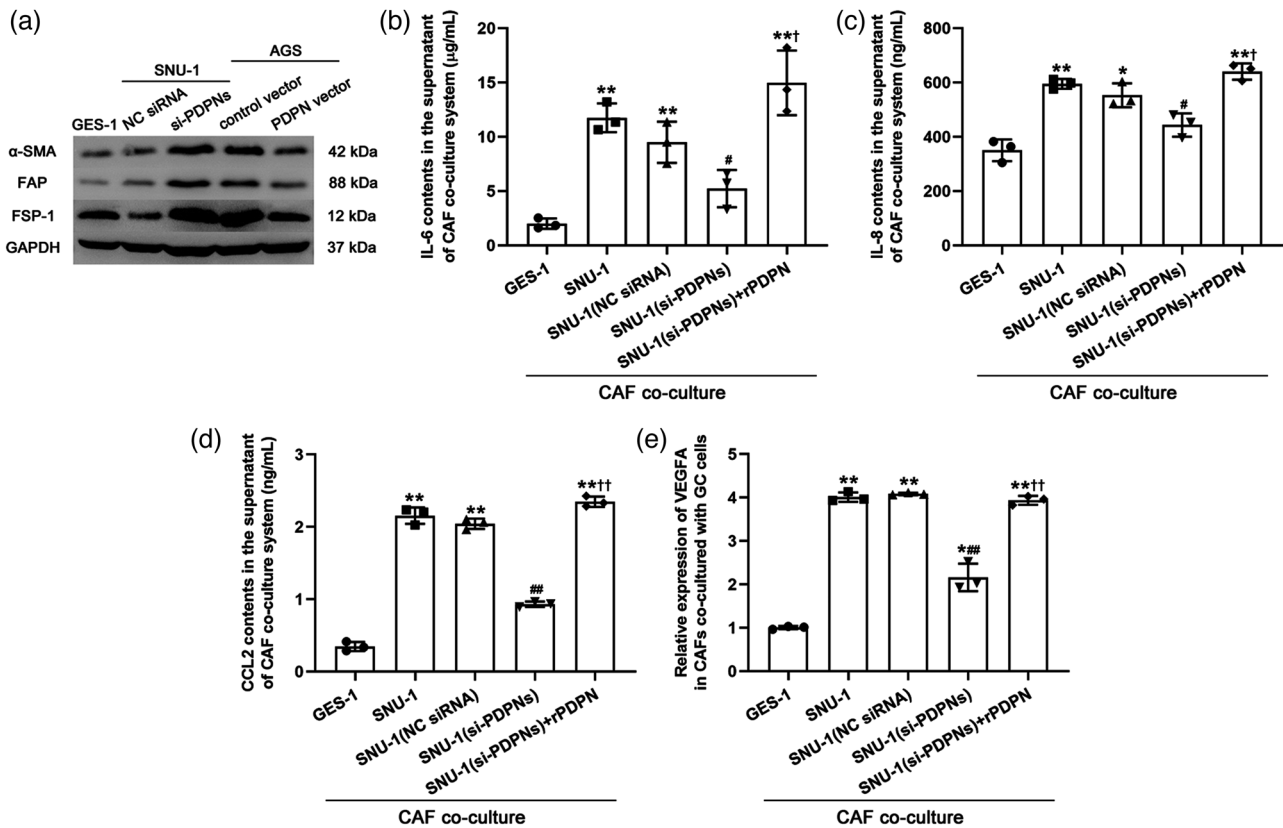 (a)
AGS
SNU-1
GES-1 NC siRNA si-PDPNs control vector PDPN vector
α-SMA 42 kDa
FAP 88 kDa
FSP-1 12 kDa
GAPDH 37 kDa
(b)
IL-6 contents in the supernatant
of CAF co-culture system (μg/mL)
20
15
10
5
0
** ** # **†
GES-1
SNU-1
SNU-1(NC siRNA)
SNU-1(si-PDPNs)
SNU-1(si-PDPNs)+rPDPN
CAF co-culture
(c)
IL-8 contents in the supernatant
of CAF co-culture system (ng/mL)
800
600
400
200
0
** * # **†
GES-1
SNU-1
SNU-1(NC siRNA)
SNU-1(si-PDPNs)
SNU-1(si-PDPNs)+rPDPN
CAF co-culture
(d)
CCL2 contents in the supernatant
of CAF co-culture system (ng/mL)
3
2
1
0
** ** ## **††
GES-1
SNU-1
SNU-1(NC siRNA)
SNU-1(si-PDPNs)
SNU-1(si-PDPNs)+rPDPN
CAF co-culture
(e)
Relative expression of VEGFA
in CAFs co-cultured with GC cells
5
4
3
2
1
0
** ** *## **††
GES-1
SNU-1
SNU-1(NC siRNA)
SNU-1(si-PDPNs)
SNU-1(si-PDPNs)+rPDPN
CAF co-culture